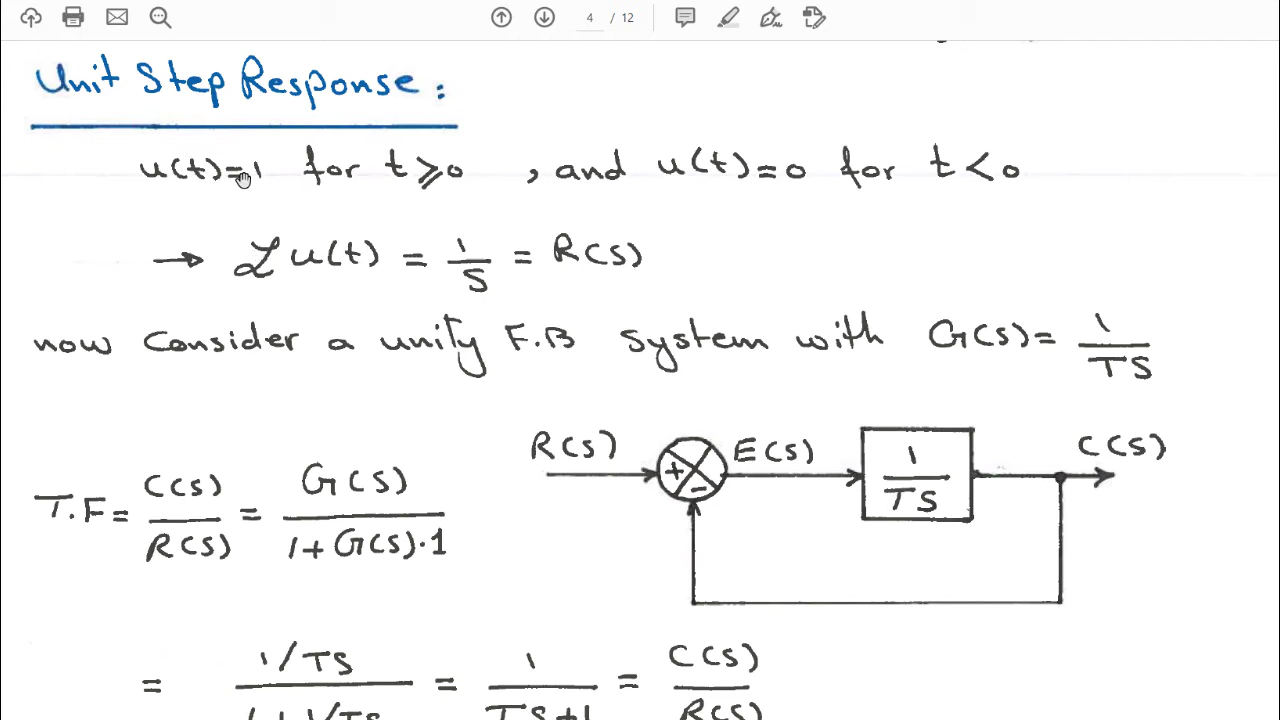 4 / 12
Unit Step Response :
u(t)=1 for t ≥ 0 , and u(t)=0 for t < 0
→ ℒ u(t) = 1/S = R(S)
now Consider a unity F.B system with G(S)= 1/TS
R(S) + - E(S) 1/TS C(S)
T.F = C(S)/R(S) = G(S)/1+G(S)·1
= 1/TS / 1+1/TS = 1/TS+1 = C(S)/R(S)